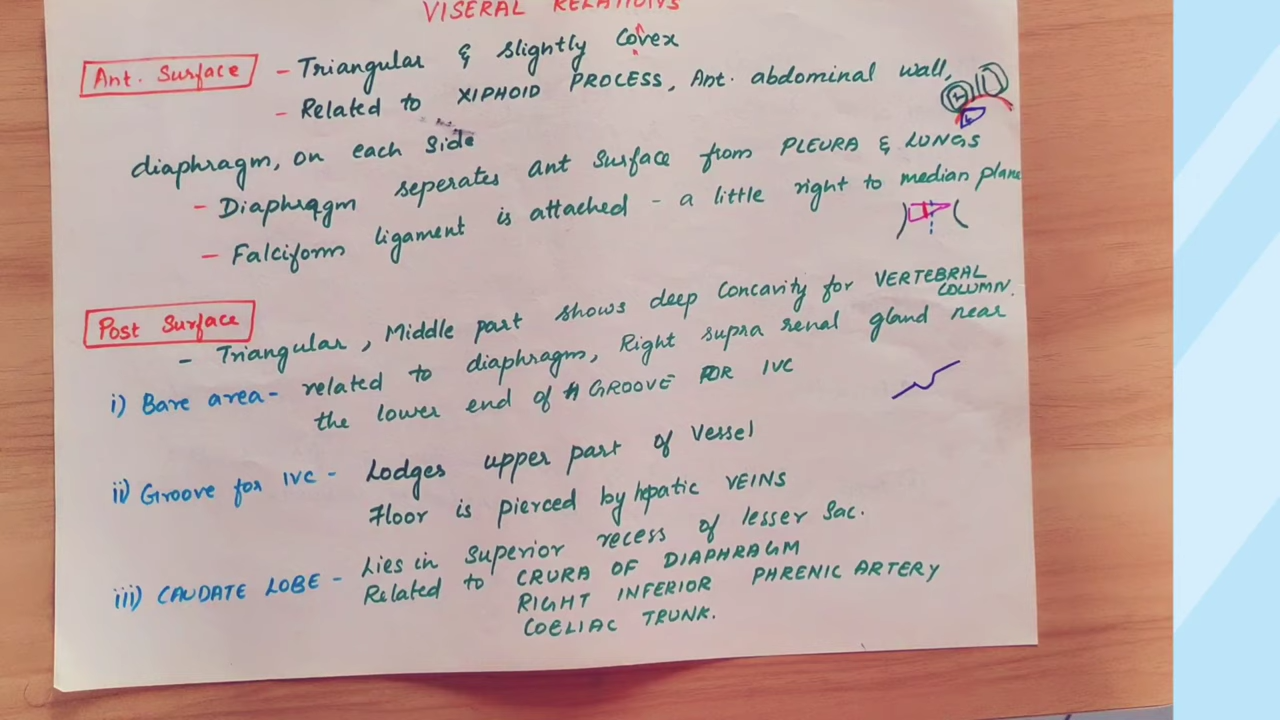 VISERAL RELATIONS
Ant. Surface - Triangular & slightly Covex
- Related to XIPHOID PROCESS, Ant. abdominal wall,
diaphragm, on each side
- Diaphragm seperates ant surface from PLEURA & LUNGS
- Falciform ligament is attached - a little right to median plane
Post Surface
- Triangular, Middle part shows deep concavity for VERTEBRAL
COLUMN.
i) Bare area - related to diaphragm, Right supra renal gland near
the lower end of GROOVE FOR IVC
ii) Groove for IVC - Lodges upper part of vessel
Floor is pierced by hepatic VEINS
iii) CAUDATE LOBE - Lies in superior recess of lesser sac.
Related to CRURA OF DIAPHRAGM
RIGHT INFERIOR PHRENIC ARTERY
COELIAC TRUNK.